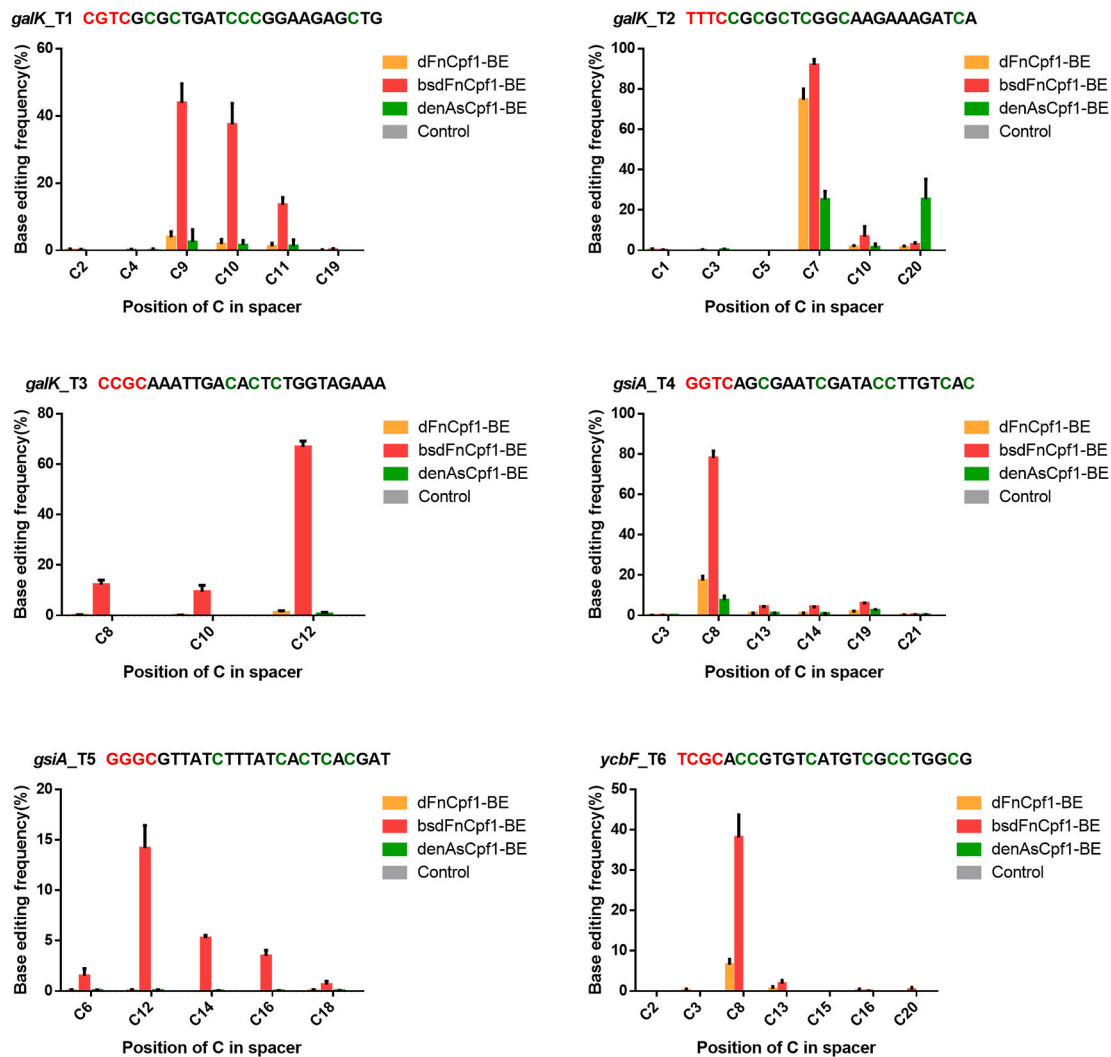 galK_T1 CGTCGCGCTGATCCCGGAAGAGCTG
60
40
20
0
Base editing frequency(%)
dFnCpf1-BE
bsdFnCpf1-BE
denAsCpf1-BE
Control
C2 C4 C9 C10 C11 C19
Position of C in spacer
galK_T2 TTTCCGCGCTCGGCAAGAAAGATCA
100
80
60
40
20
0
Base editing frequency(%)
dFnCpf1-BE
bsdFnCpf1-BE
denAsCpf1-BE
Control
C1 C3 C5 C7 C10 C20
Position of C in spacer
galK_T3 CCGCAAATTGACACTCTGGTAGAAA
80
60
40
20
0
Base editing frequency(%)
dFnCpf1-BE
bsdFnCpf1-BE
denAsCpf1-BE
Control
C8 C10 C12
Position of C in spacer
gsiA_T4 GGTCAGCGAATCGATACCTTGTCAC
100
80
60
40
20
0
Base editing frequency(%)
dFnCpf1-BE
bsdFnCpf1-BE
denAsCpf1-BE
Control
C3 C8 C13 C14 C19 C21
Position of C in spacer
gsiA_T5 GGGCGTTATCTTTATCACTCACGAT
20
15
10
5
0
Base editing frequency(%)
dFnCpf1-BE
bsdFnCpf1-BE
denAsCpf1-BE
Control
C6 C12 C14 C16 C18
Position of C in spacer
ycbF_T6 TCGCACCGTGTCATGTCGCCTGGCG
50
40
30
20
10
0
Base editing frequency(%)
dFnCpf1-BE
bsdFnCpf1-BE
denAsCpf1-BE
Control
C2 C3 C8 C13 C15 C16 C20
Position of C in spacer